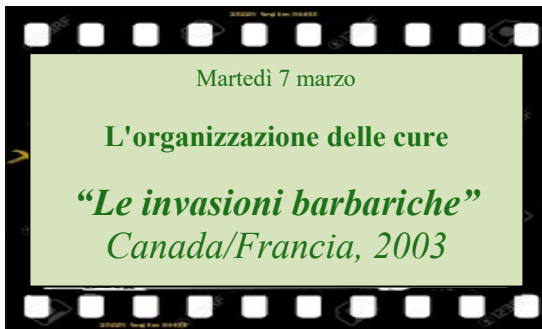 Martedì 7 marzo
L'organizzazione delle cure
“Le invasioni barbariche”
Canada/Francia, 2003